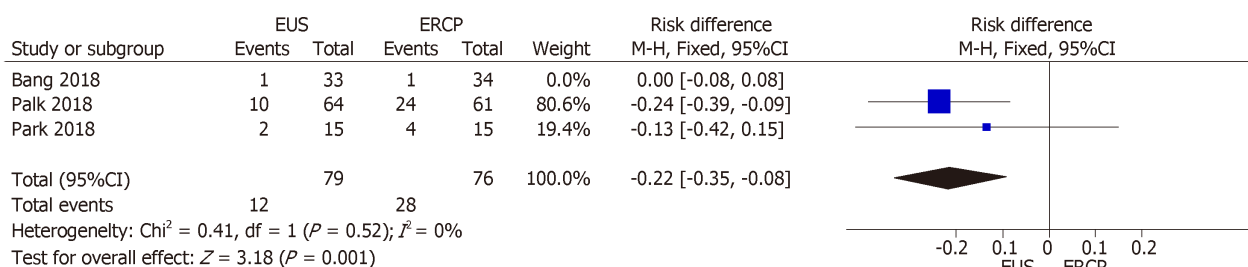 EUS ERCP Risk difference Risk difference
Study or subgroup Events Total Events Total Weight M-H, Fixed, 95%CI M-H, Fixed, 95%CI
Bang 2018 1 33 1 34 0.0% 0.00 [-0.08, 0.08]
Palk 2018 10 64 24 61 80.6% -0.24 [-0.39, -0.09]
Park 2018 2 15 4 15 19.4% -0.13 [-0.42, 0.15]
Total (95%CI) 79 76 100.0% -0.22 [-0.35, -0.08]
Total events 12 28
Heterogenelty: Chi² = 0.41, df = 1 (P = 0.52); I² = 0%
-0.2 0.1 0 0.1 0.2
Test for overall effect: Z = 3.18 (P = 0.001)
EUS ERCP